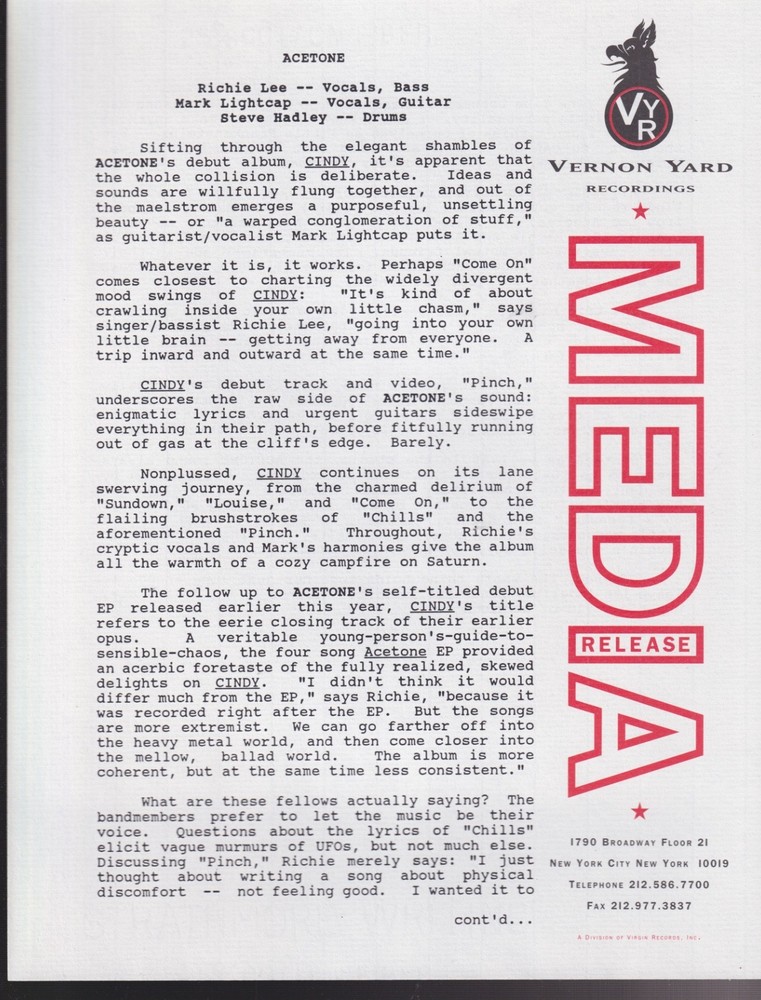 ACETONE
Richie Lee -- Vocals, Bass
Mark Lightcap -- Vocals, Guitar
Steve Hadley -- Drums
Sifting through the elegant shambles of
ACETONE's debut album, CINDY, it's apparent that
the whole collision is deliberate. Ideas and
sounds are willfully flung together, and out of
the maelstrom emerges a purposeful, unsettling
beauty -- or "a warped conglomeration of stuff,"
as guitarist/vocalist Mark Lightcap puts it.
Whatever it is, it works. Perhaps "Come On"
comes closest to charting the widely divergent
mood swings of CINDY: "It's kind of about
crawling inside your own little chasm," says
singer/bassist Richie Lee, "going into your own
little brain -- getting away from everyone. A
trip inward and outward at the same time."
CINDY's debut track and video, "Pinch,"
underscores the raw side of ACETONE's sound:
enigmatic lyrics and urgent guitars sideswipe
everything in their path, before fitfully running
out of gas at the cliff's edge. Barely.
Nonplussed, CINDY continues on its lane
swerving journey, from the charmed delirium of
"Sundown," "Louise," and "Come On," to the
flailing brushstrokes of "Chills" and the
aforementioned "Pinch." Throughout, Richie's
cryptic vocals and Mark's harmonies give the album
all the warmth of a cozy campfire on Saturn.
The follow up to ACETONE's self-titled debut
EP released earlier this year, CINDY's title
refers to the eerie closing track of their earlier
opus. A veritable young-person's-guide-to-
sensible-chaos, the four song Acetone EP provided
an acerbic foretaste of the fully realized, skewed
delights on CINDY. "I didn't think it would
differ much from the EP," says Richie, "because it
was recorded right after the EP. But the songs
are more extremist. We can go farther off into
the heavy metal world, and then come closer into
the mellow, ballad world. The album is more
coherent, but at the same time less consistent."
What are these fellows actually saying? The
bandmembers prefer to let the music be their
voice. Questions about the lyrics of "Chills"
elicit vague murmurs of UFOs, but not much else.
Discussing "Pinch," Richie merely says: "I just
thought about writing a song about physical
discomfort -- not feeling good. I wanted it to
cont'd...
VYR
VERNON YARD
RECORDINGS
MEDIA
RELEASE
1790 BROADWAY FLOOR 21
NEW YORK CITY NEW YORK 10019
TELEPHONE 212.586.7700
FAX 212.977.3837
A DIVISION OF VIRGIN RECORDS, INC.